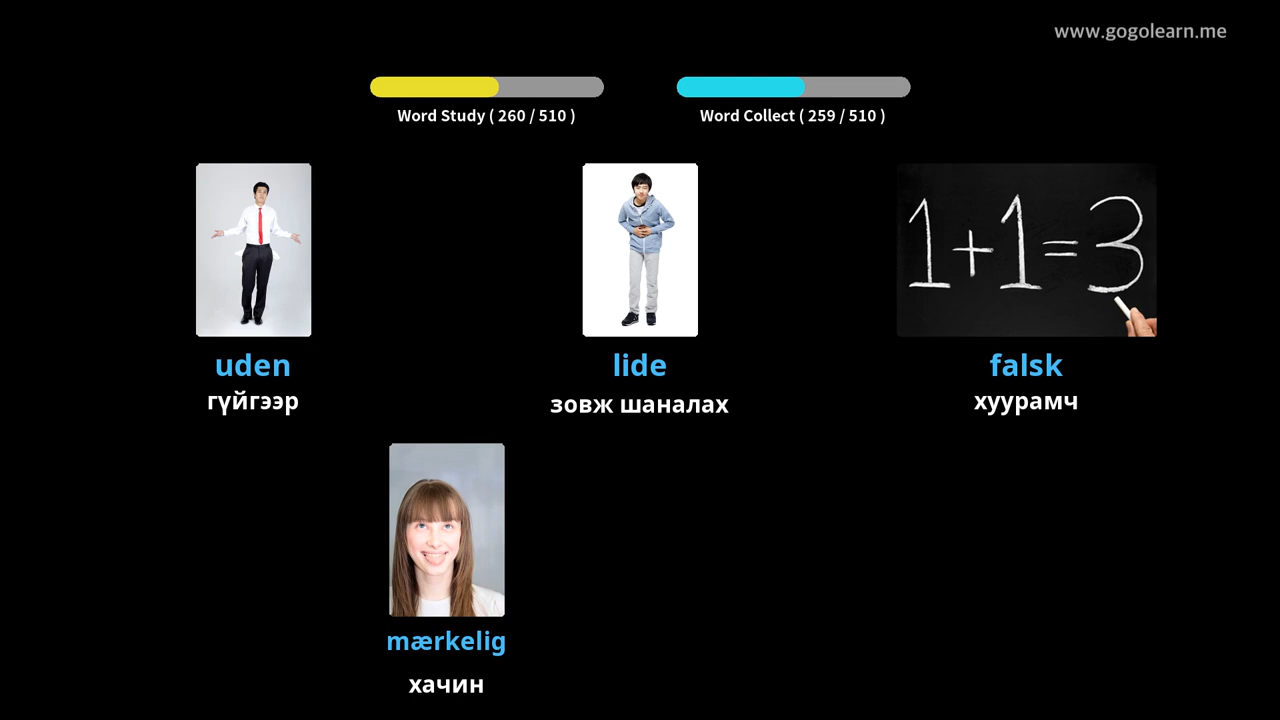 www.gogolearn.me
Word Study ( 260 / 510 )
Word Collect ( 259 / 510 )
1+1=3
uden
гүйгээр
lide
зовж шаналах
falsk
хуурамч
mærkelig
хачин